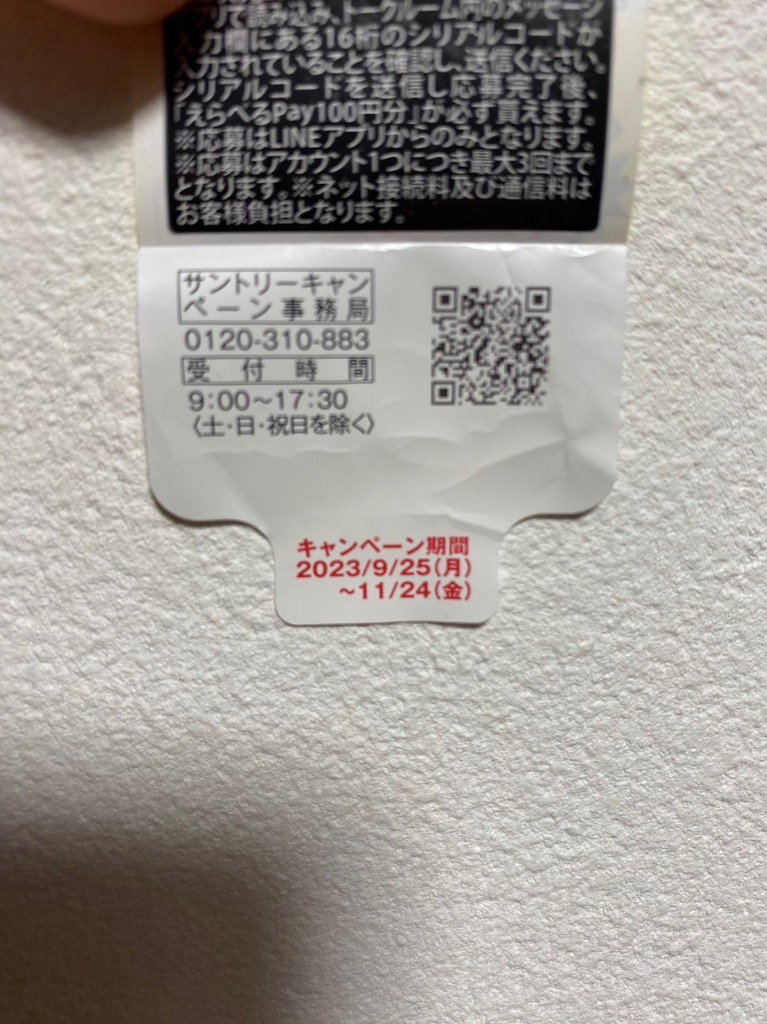 アプリで読み込み、トークルーム内のメッセージ
入力欄にある16桁のシリアルコードが
入力されていることを確認し、送信ください。
シリアルコードを送信し応募完了後、
「えらべるPay100円分」が必ず貰えます。
※応募はLINEアプリからのみとなります。
※応募はアカウント1つにつき最大3回まで
となります。※ネット接続料及び通信料は
お客様負担となります。
サントリーキャン
ペーン事務局
0120-310-883
受付時間
9:00〜17:30
〈土・日・祝日を除く〉
キャンペーン期間
2023/9/25(月)
〜11/24(金)